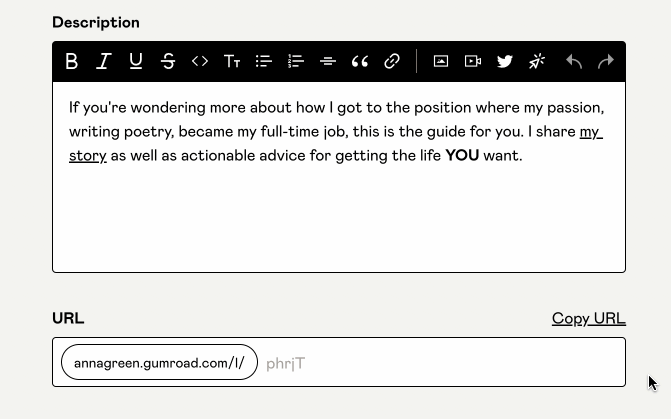 Description
B I U S <> TT
If you're wondering more about how I got to the position where my passion,
writing poetry, became my full-time job, this is the guide for you. I share my
story as well as actionable advice for getting the life YOU want.
URL Copy URL
annagreen.gumroad.com/l/ phrjT